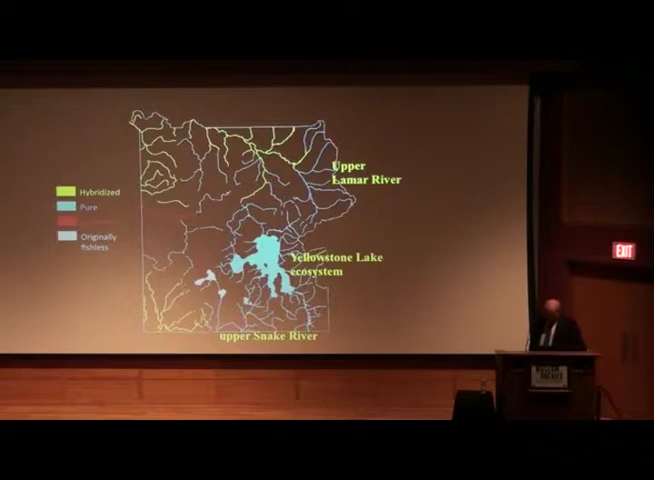 Hybridized
Pure
Originally
fishless
Upper
Lamar River
Yellowstone Lake
ecosystem
upper Snake River
EXIT